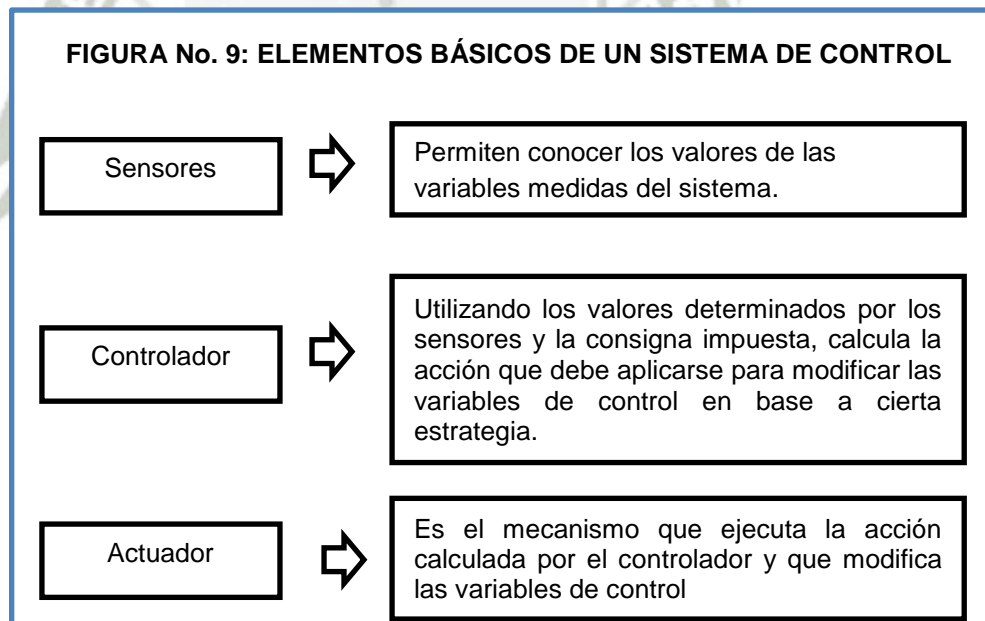 FIGURA No. 9: ELEMENTOS BÁSICOS DE UN SISTEMA DE CONTROL
Sensores
Permiten conocer los valores de las
variables medidas del sistema.
Controlador
Utilizando los valores determinados por los
sensores y la consigna impuesta, calcula la
acción que debe aplicarse para modificar las
variables de control en base a cierta
estrategia.
Actuador
Es el mecanismo que ejecuta la acción
calculada por el controlador y que modifica
las variables de control